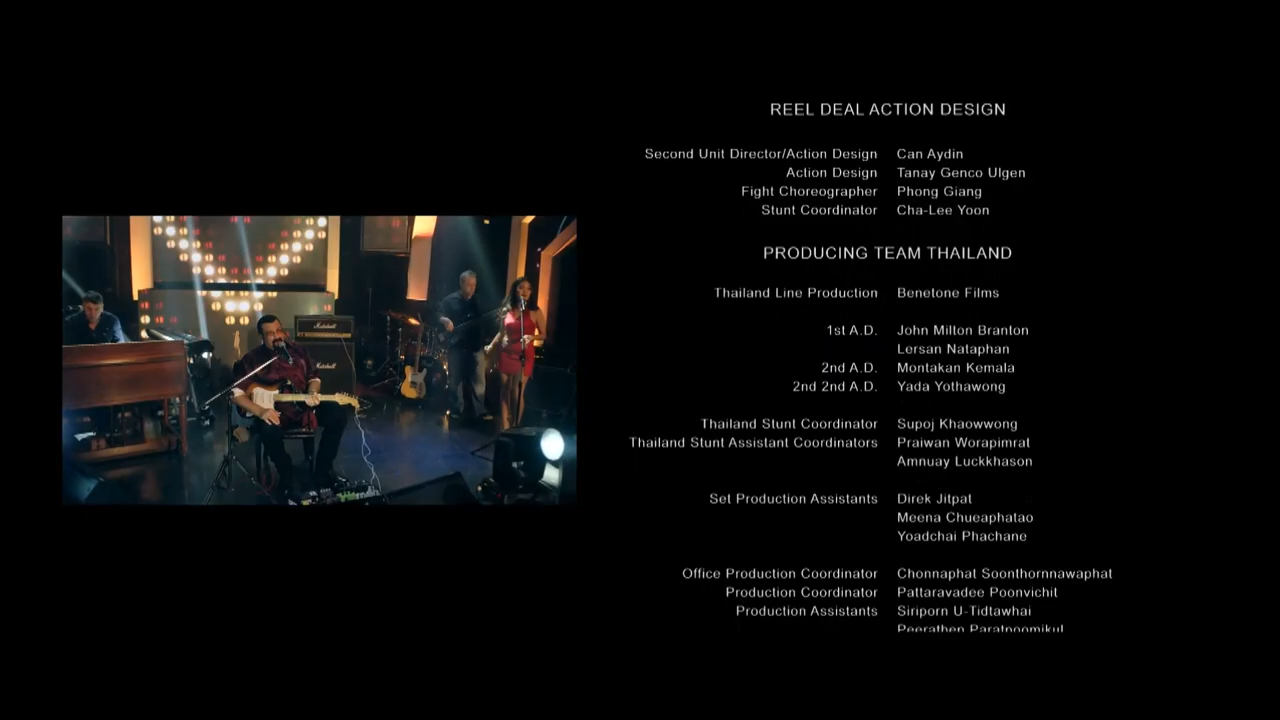 REEL DEAL ACTION DESIGN
Second Unit Director/Action Design Can Aydin
Action Design Tanay Genco Ulgen
Fight Choreographer Phong Giang
Stunt Coordinator Cha-Lee Yoon
PRODUCING TEAM THAILAND
Thailand Line Production Benetone Films
1st A.D. John Milton Branton
Lersan Nataphan
2nd A.D. Montakan Kemala
2nd 2nd A.D. Yada Yothawong
Thailand Stunt Coordinator Supoj Khaowwong
Thailand Stunt Assistant Coordinators Praiwan Worapimrat
Amnuay Luckkhason
Set Production Assistants Direk Jitpat
Meena Chueaphatao
Yoadchai Phachane
Office Production Coordinator Chonnaphat Soonthornnawaphat
Production Coordinator Pattaravadee Poonvichit
Production Assistants Siriporn U-Tidtawhai
Peerathep Paratpoomikul
Marshall
Marshall